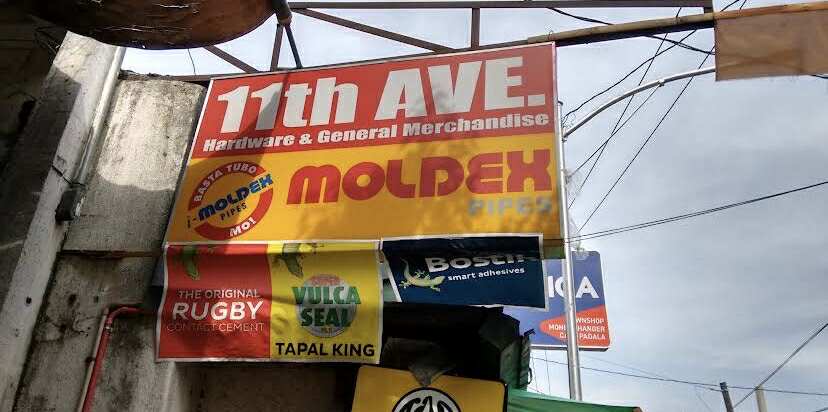 11th AVE.
Hardware & General Merchandise
BASTA TUBO
i-MOLDEX
PIPES
MO!
MOLDEX
PIPES
THE ORIGINAL
RUGBY
CONTACT CEMENT
VULCA
SEAL
TAPAL KING
Bostik
smart adhesives